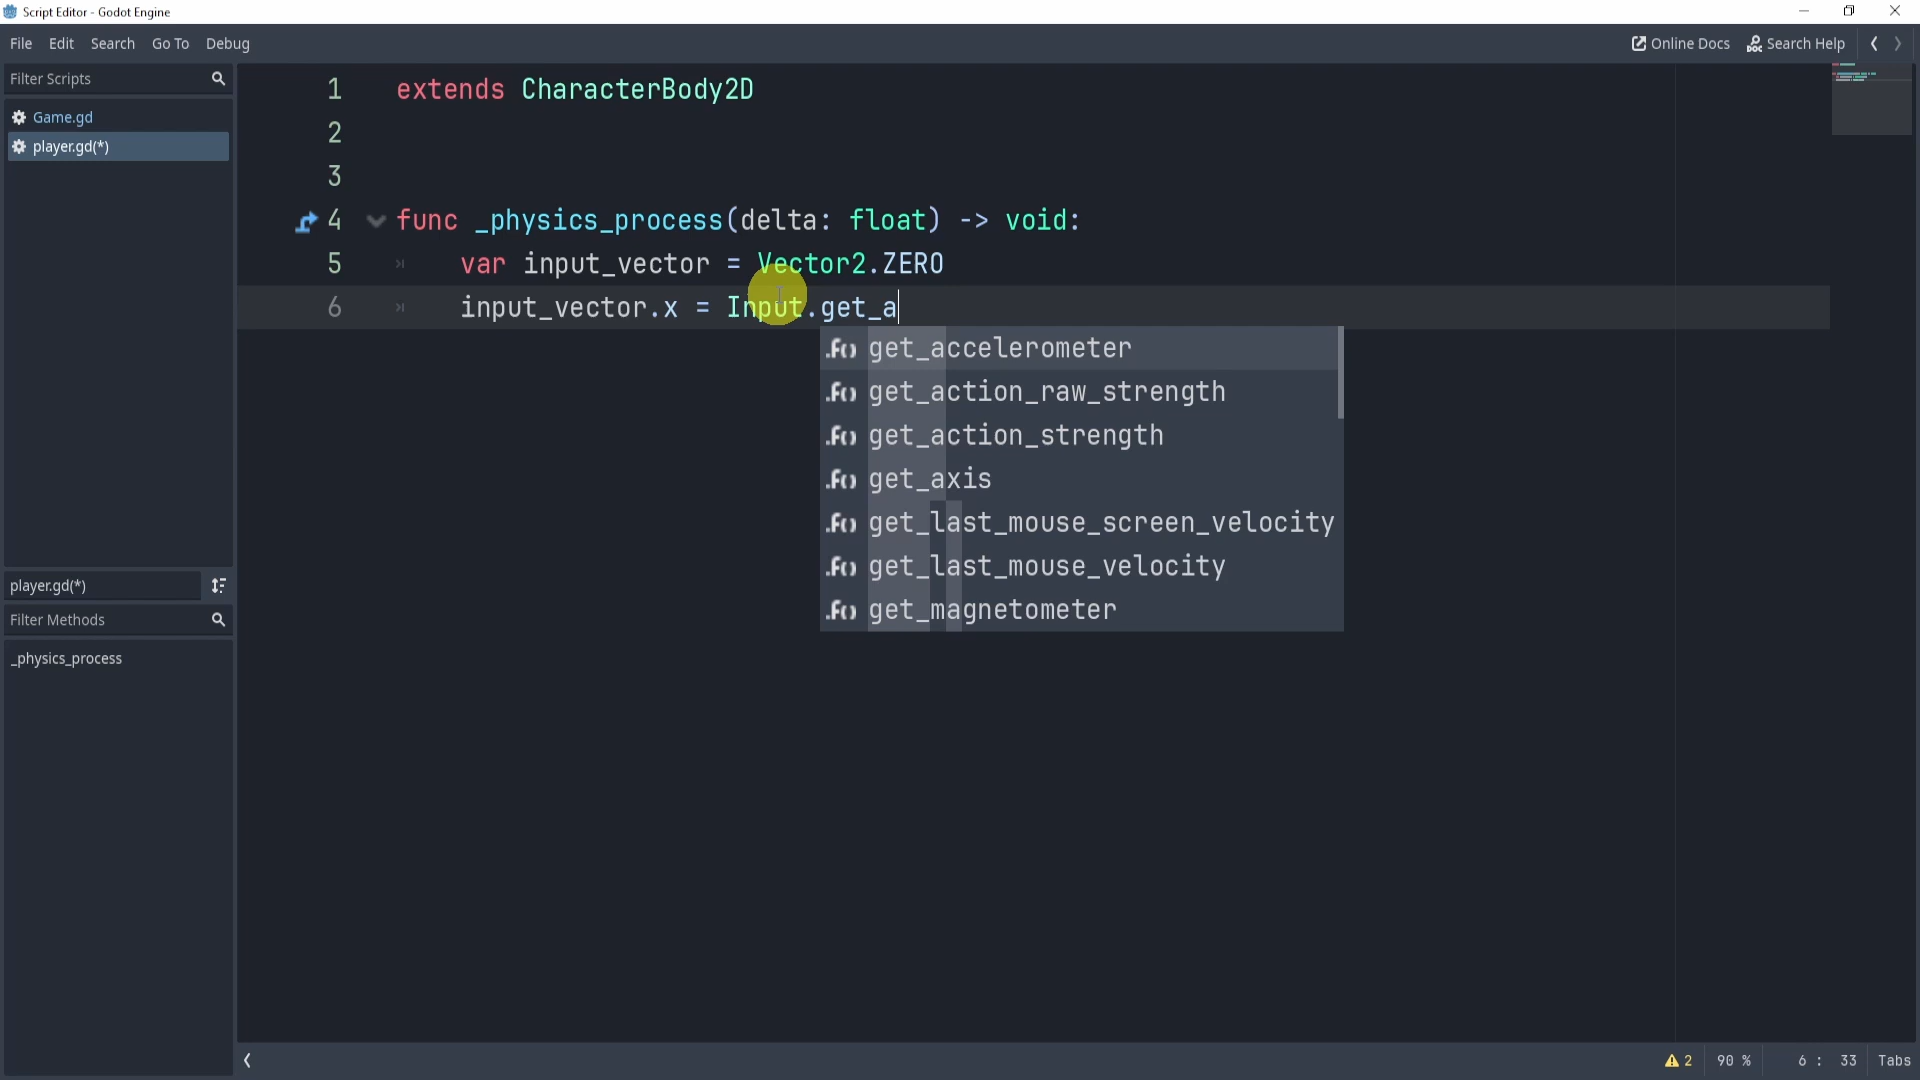 Script Editor - Godot Engine
File Edit Search Go To Debug
Online Docs Search Help
Filter Scripts
Game.gd
player.gd(*)
player.gd(*)
Filter Methods
_physics_process
1 extends CharacterBody2D
2
3
4 func _physics_process(delta: float) -> void:
5 var input_vector = Vector2.ZERO
6 input_vector.x = Input.get_a
get_accelerometer
get_action_raw_strength
get_action_strength
get_axis
get_last_mouse_screen_velocity
get_last_mouse_velocity
get_magnetometer
2 90 % 6 : 33 Tabs